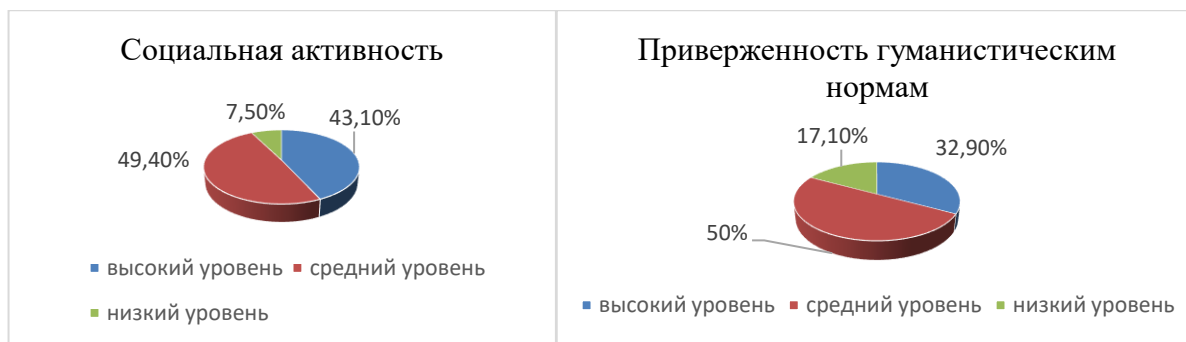 Социальная активность
7,50%
43,10%
49,40%
высокий уровень
средний уровень
низкий уровень
Приверженность гуманистическим
нормам
17,10%
32,90%
50%
высокий уровень
средний уровень
низкий уровень